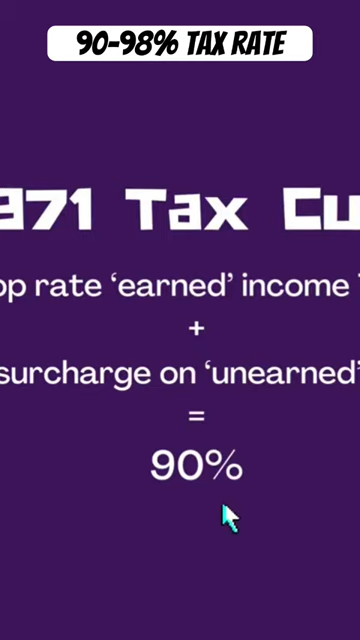 90-98% TAX RATE
971 Tax Cu
op rate ‘earned’ income
+
surcharge on ‘unearned’
=
90%